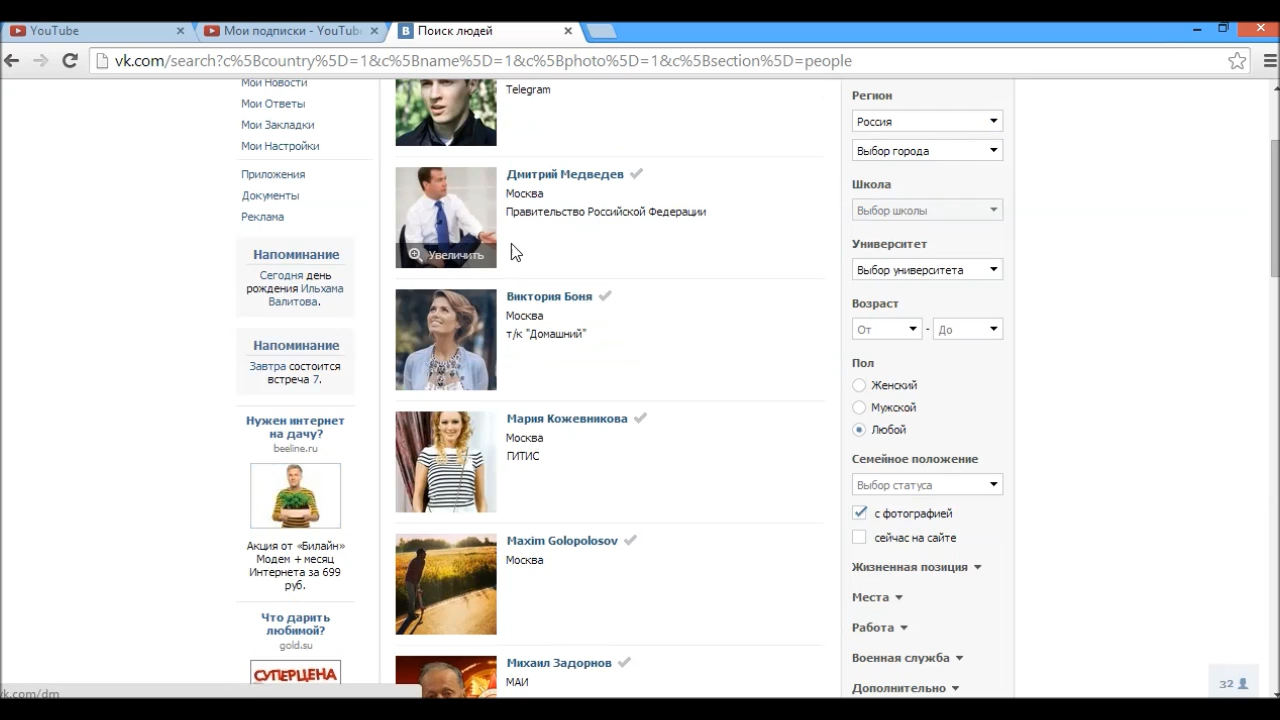 YouTube
Мои подписки - YouTub
Поиск людей
vk.com/search?c%5Bcountry%5D=1&c%5Bname%5D=1&c%5Bphoto%5D=1&c%5Bsection%5D=people
Мои Новости
Мои Ответы
Мои Закладки
Мои Настройки
Приложения
Документы
Реклама
Напоминание
Сегодня день
рождения Ильхама
Валитова.
Напоминание
Завтра состоится
встреча 7.
Нужен интернет
на дачу?
beeline.ru
Акция от «Билайн»
Модем + месяц
Интернета за 699
руб.
Что дарить
любимой?
gold.su
СУПЕРЦЕНА
Telegram
Дмитрий Медведев
Москва
Правительство Российской Федерации
Увеличить
Виктория Боня
Москва
т/к "Домашний"
Мария Кожевникова
Москва
ГИТИС
Maxim Golopolosov
Москва
Михаил Задорнов
МАИ
Регион
Россия
Выбор города
Школа
Выбор школы
Университет
Выбор университета
Возраст
От - До
Пол
Женский
Мужской
Любой
Семейное положение
Выбор статуса
с фотографией
сейчас на сайте
Жизненная позиция
Места
Работа
Военная служба
Дополнительно
32
vk.com/dm